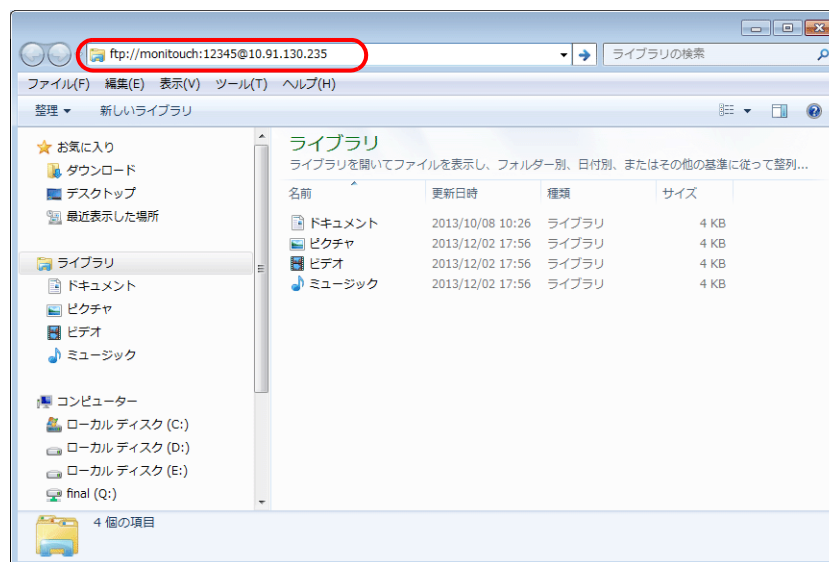 ftp://monitouch:12345@10.91.130.235
ライブラリの検索
ファイル(F) 編集(E) 表示(V) ツール(T) ヘルプ(H)
整理 新しいライブラリ
お気に入り
ダウンロード
デスクトップ
最近表示した場所
ライブラリ
ドキュメント
ピクチャ
ビデオ
ミュージック
コンピューター
ローカル ディスク (C:)
ローカル ディスク (D:)
ローカル ディスク (E:)
final (Q:)
ライブラリ
ライブラリを開いてファイルを表示し、フォルダー別、日付別、またはその他の基準に従って整列...
名前 更新日時 種類 サイズ
ドキュメント 2013/10/08 10:26 ライブラリ 4 KB
ピクチャ 2013/12/02 17:56 ライブラリ 4 KB
ビデオ 2013/12/02 17:56 ライブラリ 4 KB
ミュージック 2013/12/02 17:56 ライブラリ 4 KB
4 個の項目